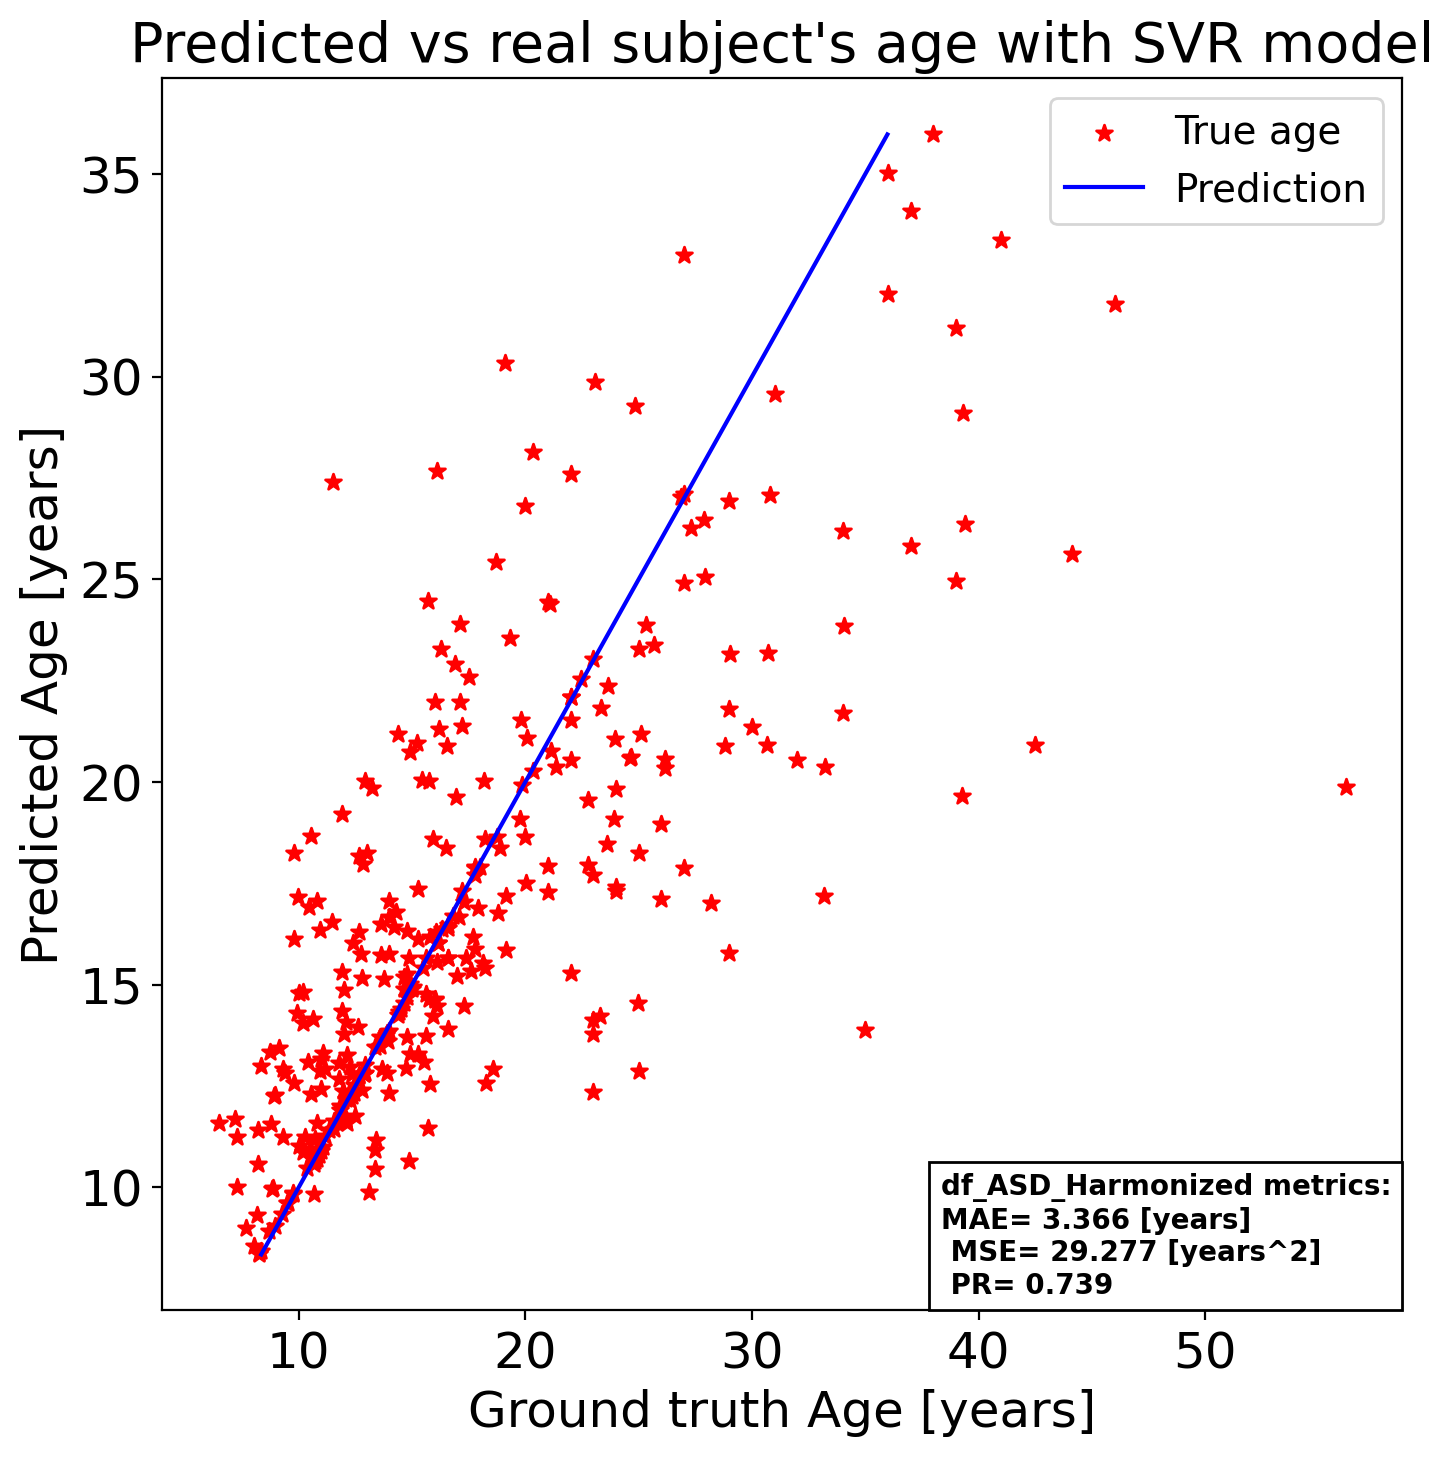 Predicted vs real subject's age with SVR model
True age
Prediction
35
30
25
20
15
10
Predicted Age [years]
df_ASD_Harmonized metrics:
MAE= 3.366 [years]
MSE= 29.277 [years^2]
PR= 0.739
10 20 30 40 50
Ground truth Age [years]